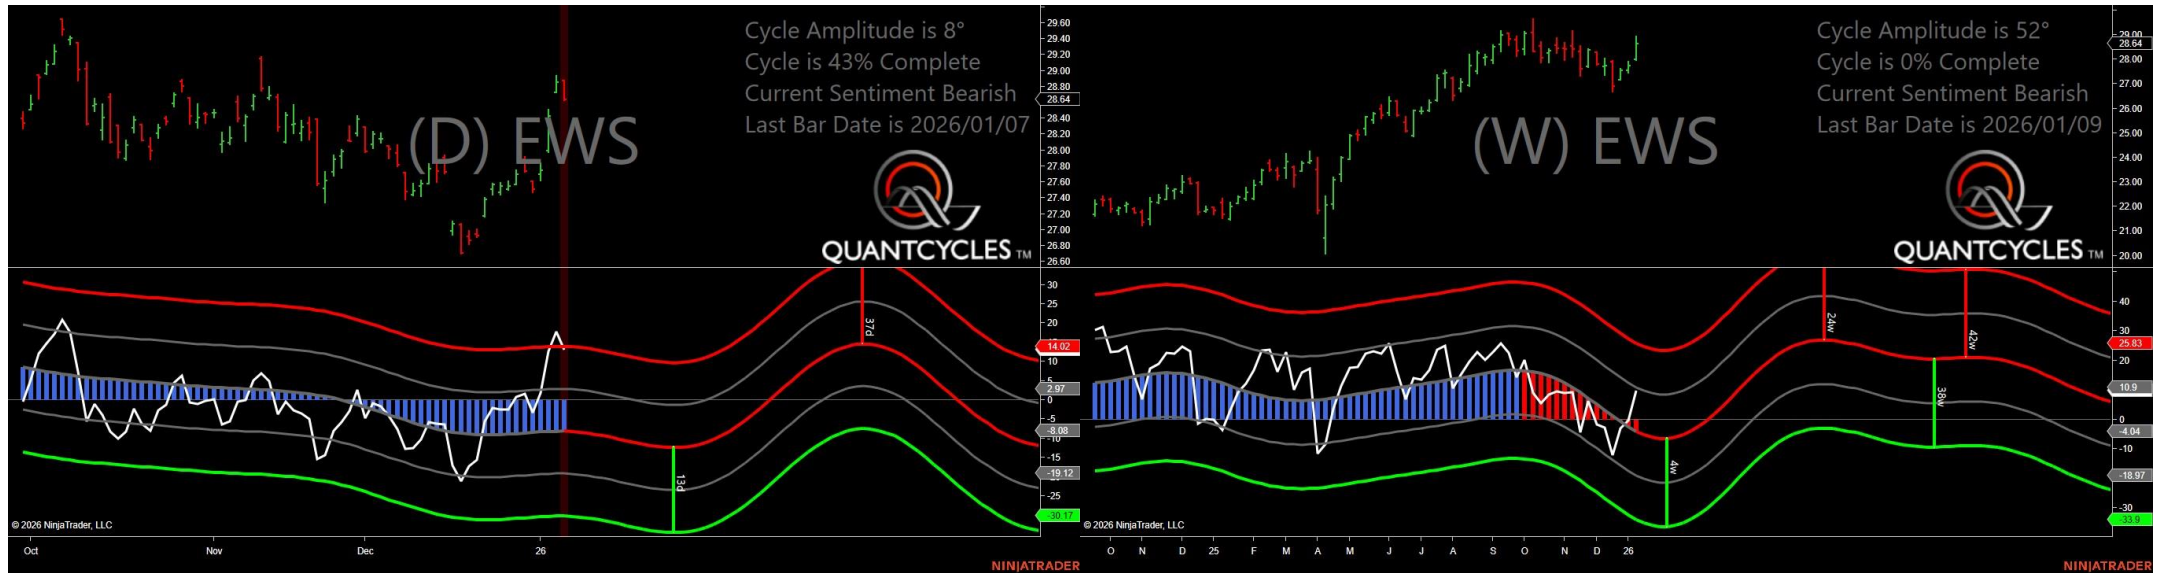 Cycle Amplitude is 8°
Cycle is 43% Complete
Current Sentiment Bearish
Last Bar Date is 2026/01/07
(D) EWS
QUANTCYCLES TM
29.60
29.40
29.20
29.00
28.80
28.64
28.40
28.20
28.00
27.80
27.60
27.40
27.20
27.00
26.80
26.60
30
25
20
14.02
10
2.97
0
-8.08
-10
-15
-19.12
-25
-30.17
37d
13d
© 2026 NinjaTrader, LLC
Oct Nov Dec 26
NINJATRADER
Cycle Amplitude is 52°
Cycle is 0% Complete
Current Sentiment Bearish
Last Bar Date is 2026/01/09
(W) EWS
QUANTCYCLES TM
29.00
28.64
28.00
27.00
26.00
25.00
24.00
23.00
22.00
21.00
20.00
40
30
25.83
20
10.9
0
-4.04
-10
-18.97
-30
-33.9
24w
42w
38w
4w
© 2026 NinjaTrader, LLC
O N D 25 F M A M J J A S O N D 26
NINJATRADER